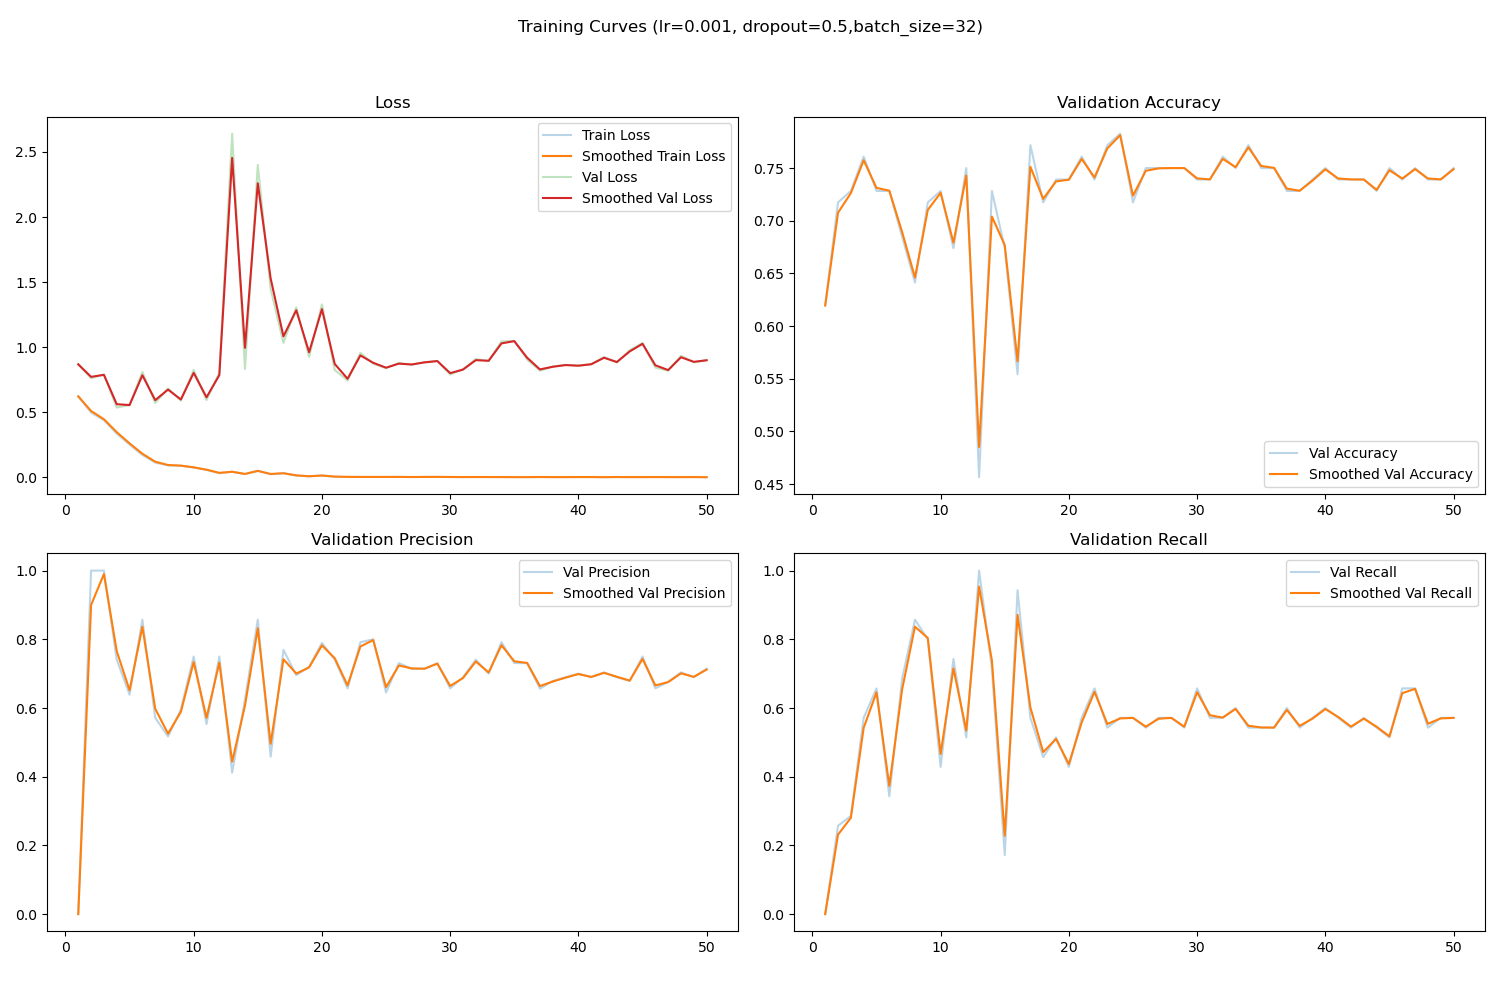 Training Curves (lr=0.001, dropout=0.5,batch_size=32)
Loss
Train Loss
Smoothed Train Loss
Val Loss
Smoothed Val Loss
2.5
2.0
1.5
1.0
0.5
0.0
0 10 20 30 40 50
Validation Accuracy
Val Accuracy
Smoothed Val Accuracy
0.75
0.70
0.65
0.60
0.55
0.50
0.45
0 10 20 30 40 50
Validation Precision
Val Precision
Smoothed Val Precision
1.0
0.8
0.6
0.4
0.2
0.0
0 10 20 30 40 50
Validation Recall
Val Recall
Smoothed Val Recall
1.0
0.8
0.6
0.4
0.2
0.0
0 10 20 30 40 50